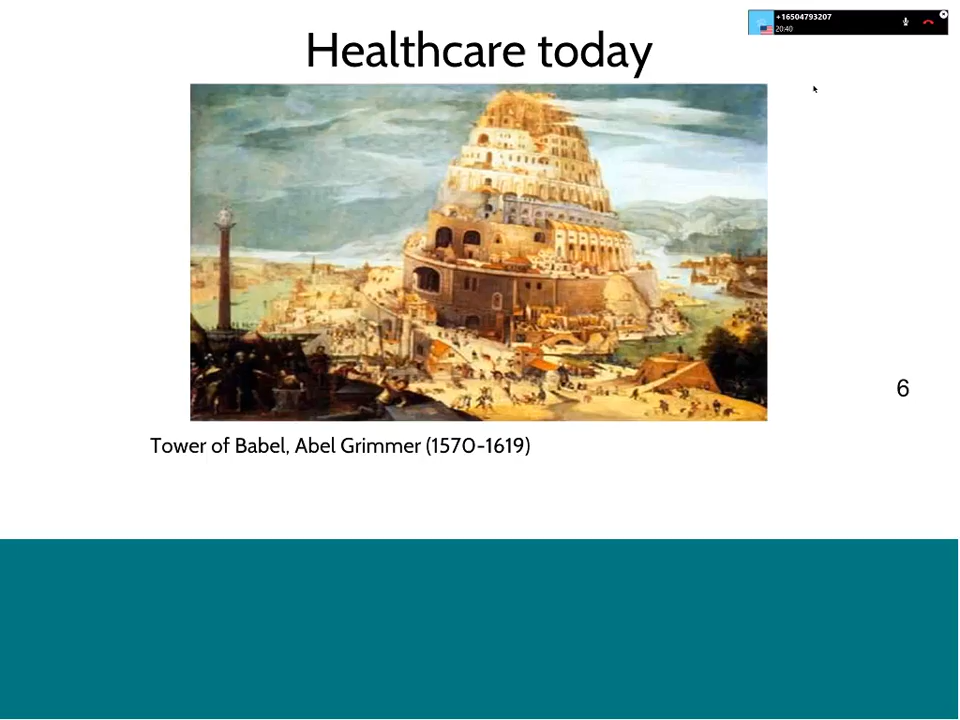 +16504793207
20:40
Healthcare today
6
Tower of Babel, Abel Grimmer (1570-1619)